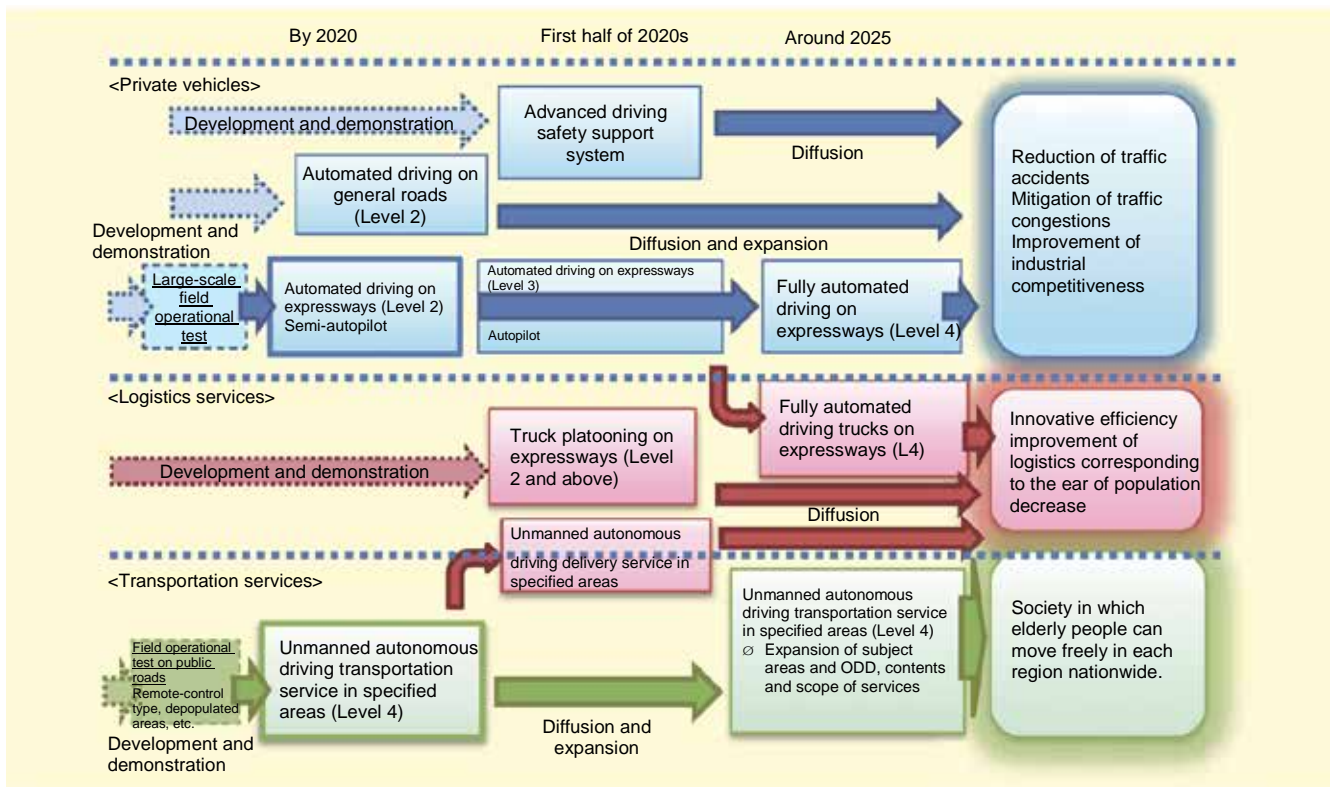 By 2020
First half of 2020s
Around 2025
<Private vehicles>
Development and demonstration
Advanced driving
safety support
system
Diffusion
Automated driving on
general roads
(Level 2)
Development and
demonstration
Diffusion and expansion
Large-scale
field
operational
test
Automated driving on
expressways (Level 2)
Semi-autopilot
Automated driving on expressways
(Level 3)
Autopilot
Fully automated
driving on
expressways (Level 4)
Reduction of traffic
accidents
Mitigation of traffic
congestions
Improvement of
industrial
competitiveness
<Logistics services>
Development and demonstration
Truck platooning on
expressways (Level
2 and above)
Fully automated
driving trucks on
expressways (L4)
Diffusion
Unmanned autonomous
driving delivery service in
specified areas
Innovative efficiency
improvement of
logistics corresponding
to the ear of population
decrease
<Transportation services>
Field operational
test on public
roads
Remote-control
type, depopulated
areas, etc.
Development and
demonstration
Unmanned autonomous
driving transportation
service in specified
areas (Level 4)
Diffusion and
expansion
Unmanned autonomous
driving transportation service
in specified areas (Level 4)
Ø Expansion of subject
areas and ODD, contents
and scope of services
Society in which
elderly people can
move freely in each
region nationwide.